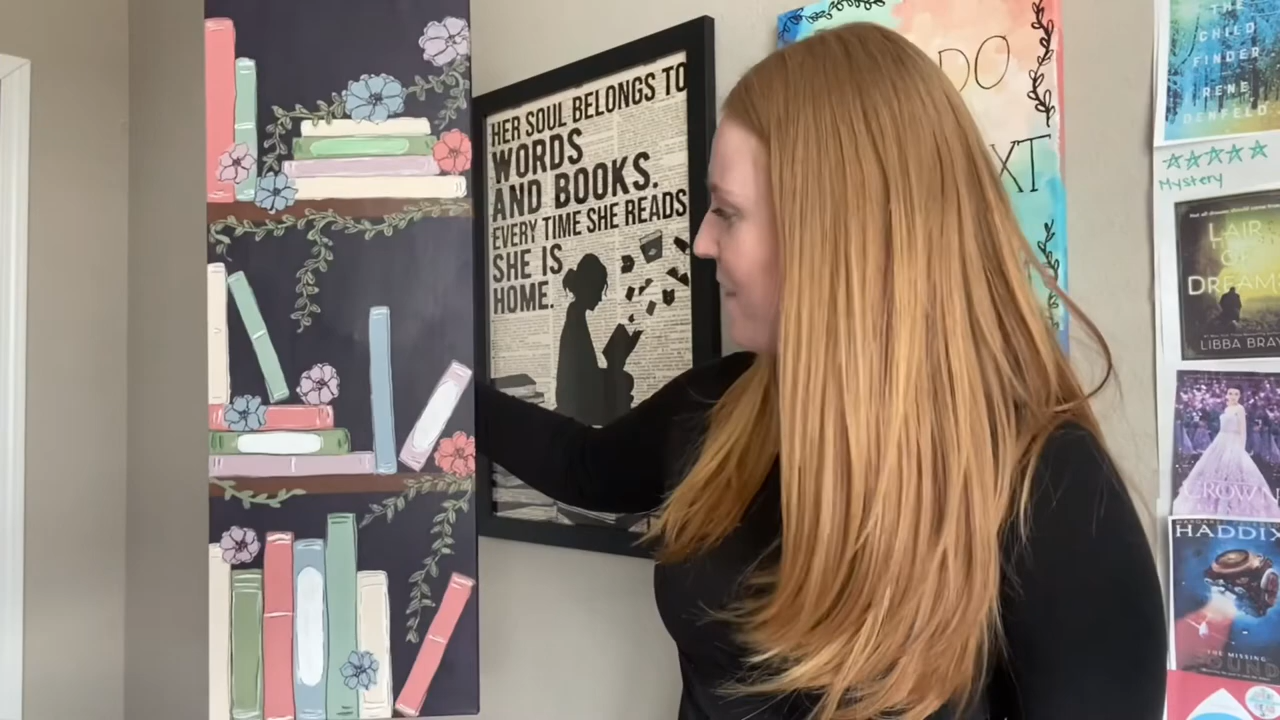 HER SOUL BELONGS TO
WORDS
AND BOOKS.
EVERY TIME SHE READS
SHE IS
HOME.
DO
XT
THE
CHILD
FINDER
RENE
DENFELD
Mystery
LAIR
OF
DREAMS
LIBBA BRAY
CROWN
HADDIX
THE MISSING
FOUND